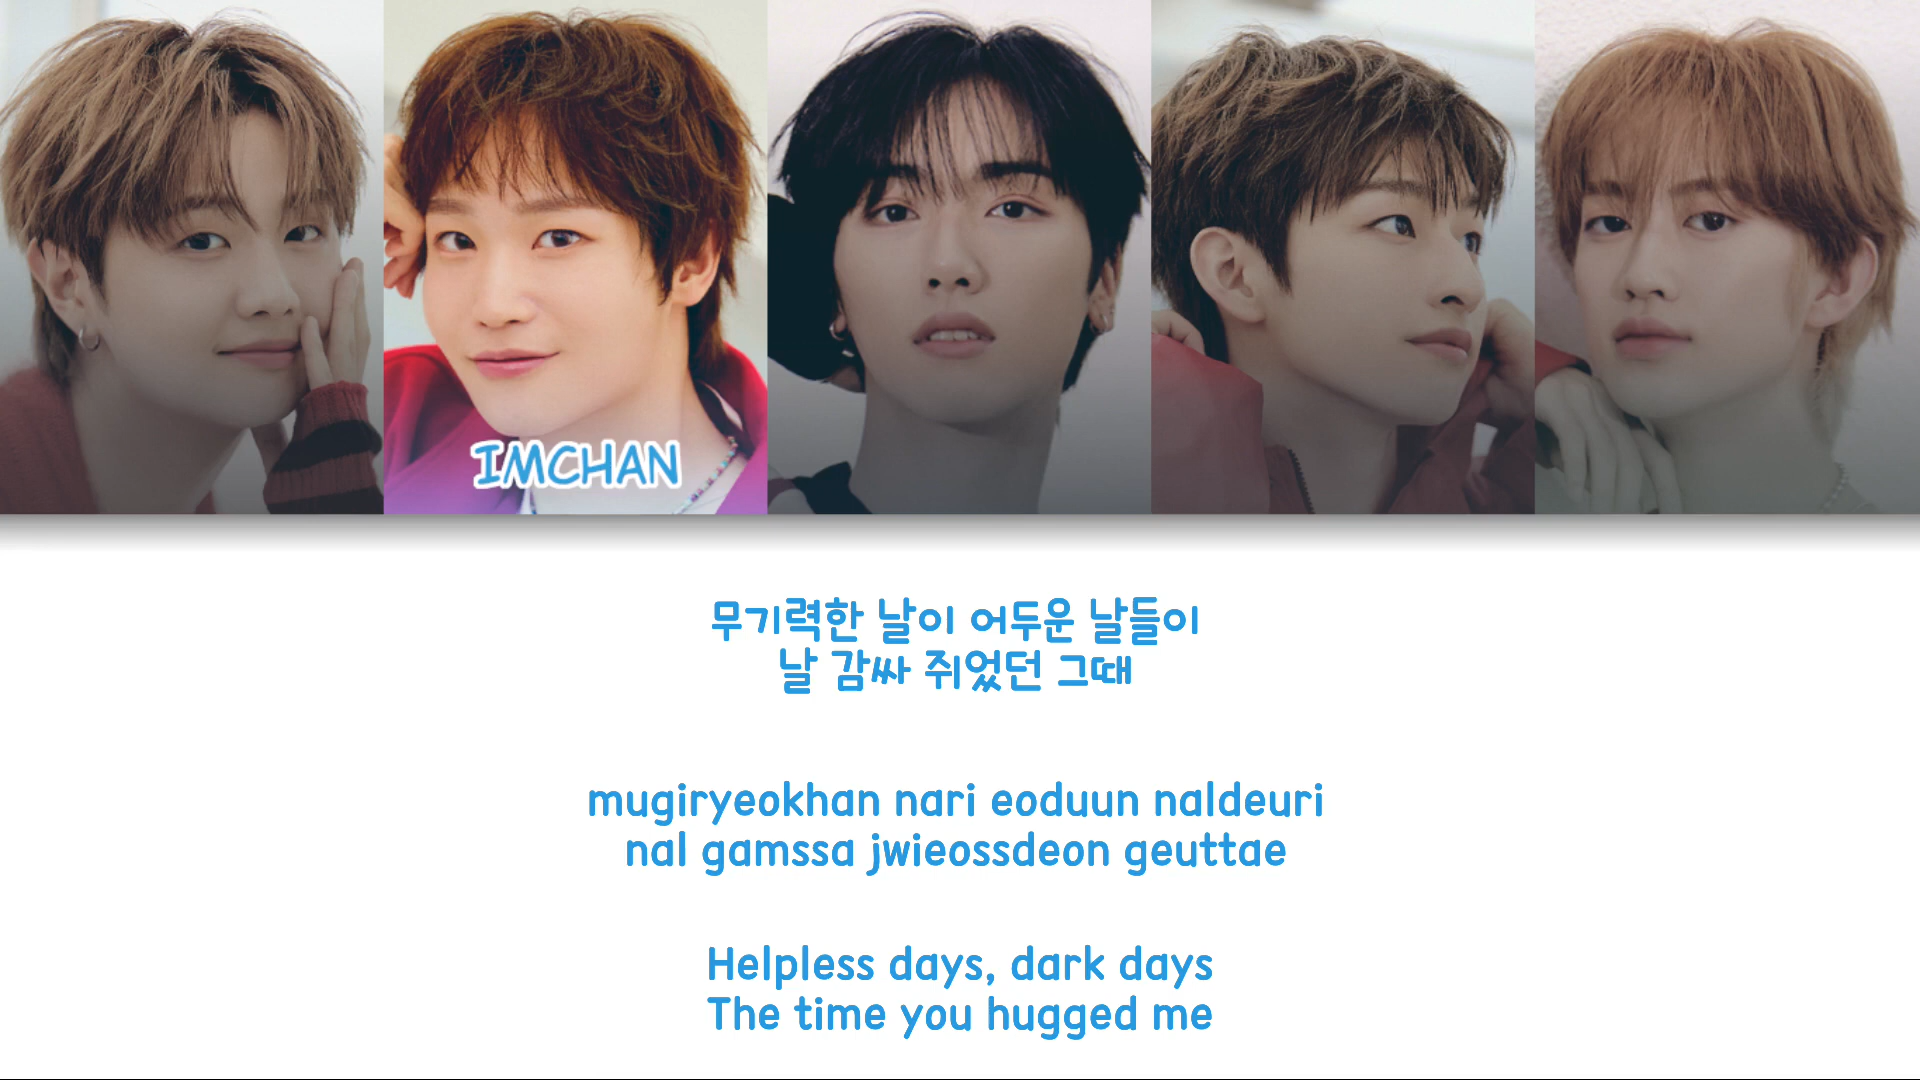 IMCHAN
무기력한 날이 어두운 날들이
날 감싸 쥐었던 그때
mugiryeokhan nari eoduun naldeuri
nal gamssa jwieossdeon geuttae
Helpless days, dark days
The time you hugged me